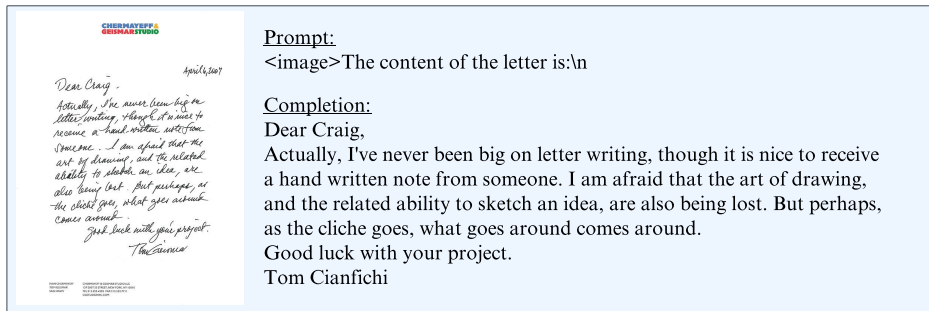 CHERMAYEFF&
GEISMARSTUDIO
April 6, 2007
Dear Craig.
Actually, I've never been big on
letter writing, though it is nice to
receive a hand written note from
someone. I am afraid that the
art of drawing, and the related
ability to sketch an idea, are
also being lost. But perhaps, as
the cliché goes, what goes around
comes around.
Good luck with your project.
Tom Geismar
Prompt:
<image>The content of the letter is:\n
Completion:
Dear Craig,
Actually, I've never been big on letter writing, though it is nice to receive
a hand written note from someone. I am afraid that the art of drawing,
and the related ability to sketch an idea, are also being lost. But perhaps,
as the cliche goes, what goes around comes around.
Good luck with your project.
Tom Cianfichi